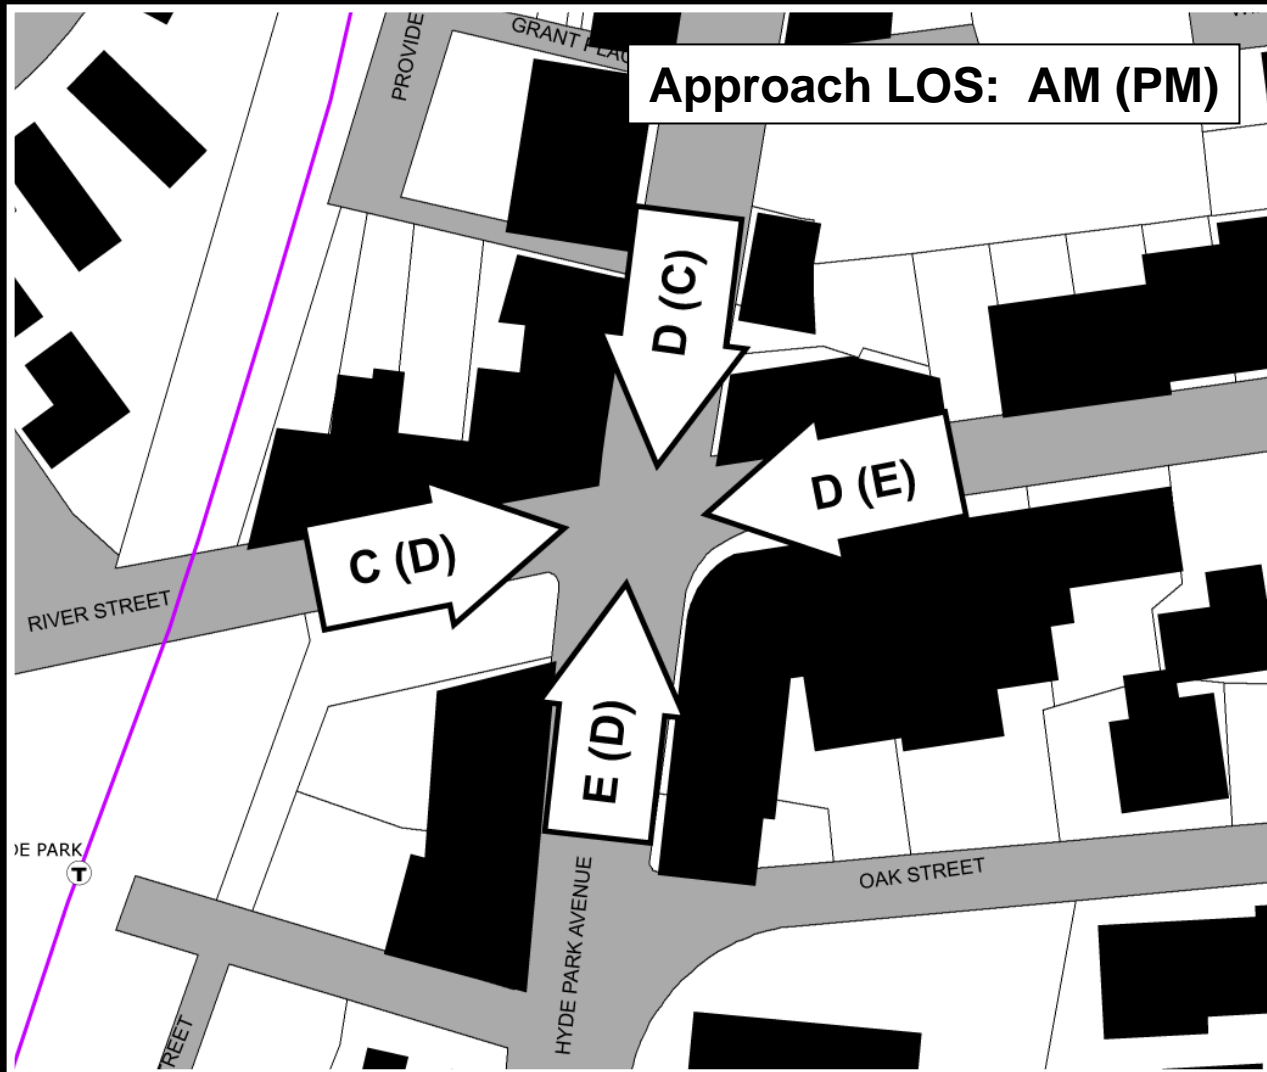 GRANT PLAC
PROVIDE
Approach LOS: AM (PM)
D (C)
D (E)
C (D)
RIVER STREET
E (D)
DE PARK
T
OAK STREET
HYDE PARK AVENUE
REET